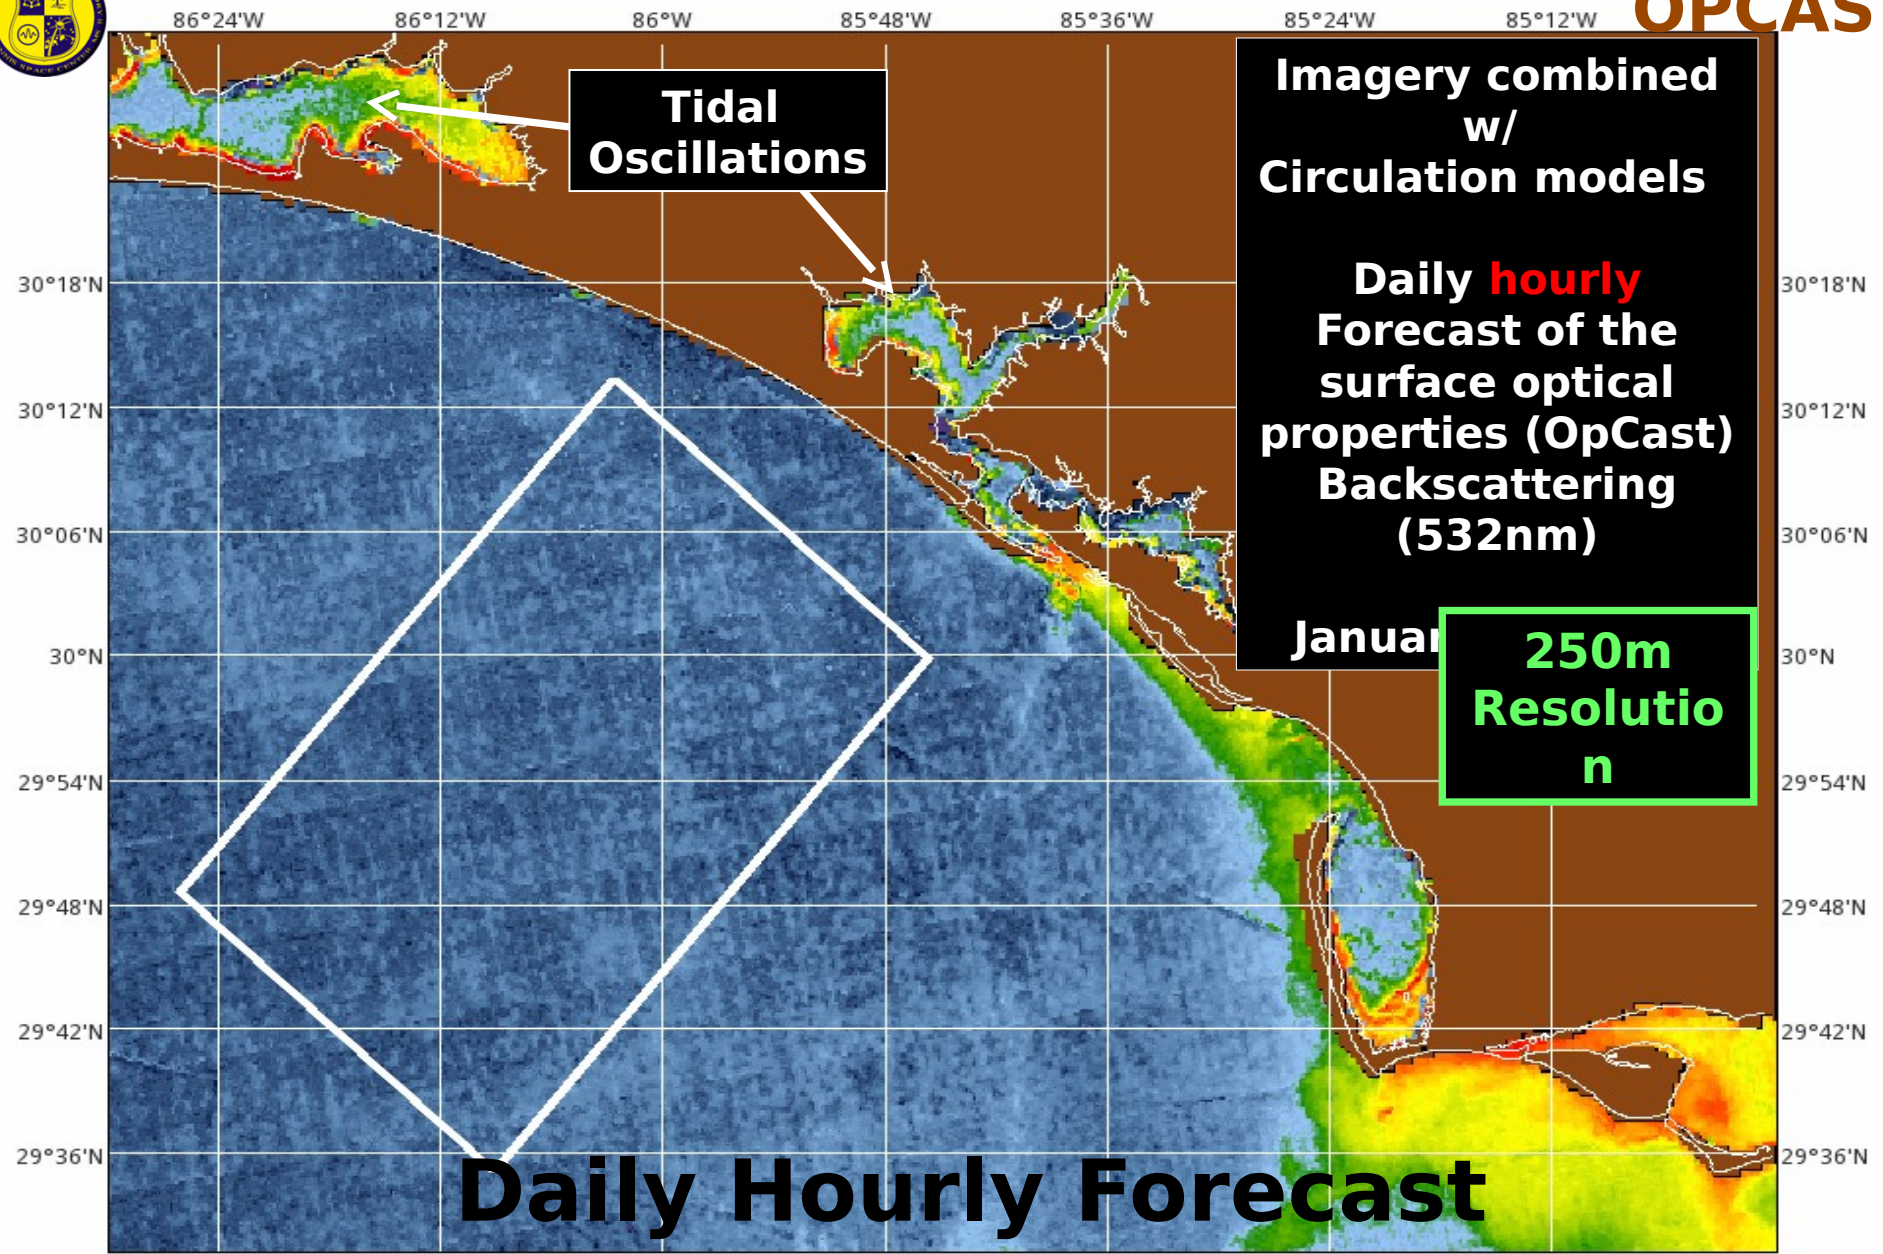 OPCAS
86°24'W 86°12'W 86°W 85°48'W 85°36'W 85°24'W 85°12'W
Tidal
Oscillations
Imagery combined
w/
Circulation models
Daily hourly
Forecast of the
surface optical
properties (OpCast)
Backscattering
(532nm)
Januar
250m
Resolutio
n
30°18'N 30°18'N
30°12'N 30°12'N
30°06'N 30°06'N
30°N 30°N
29°54'N 29°54'N
29°48'N 29°48'N
29°42'N 29°42'N
29°36'N 29°36'N
Daily Hourly Forecast